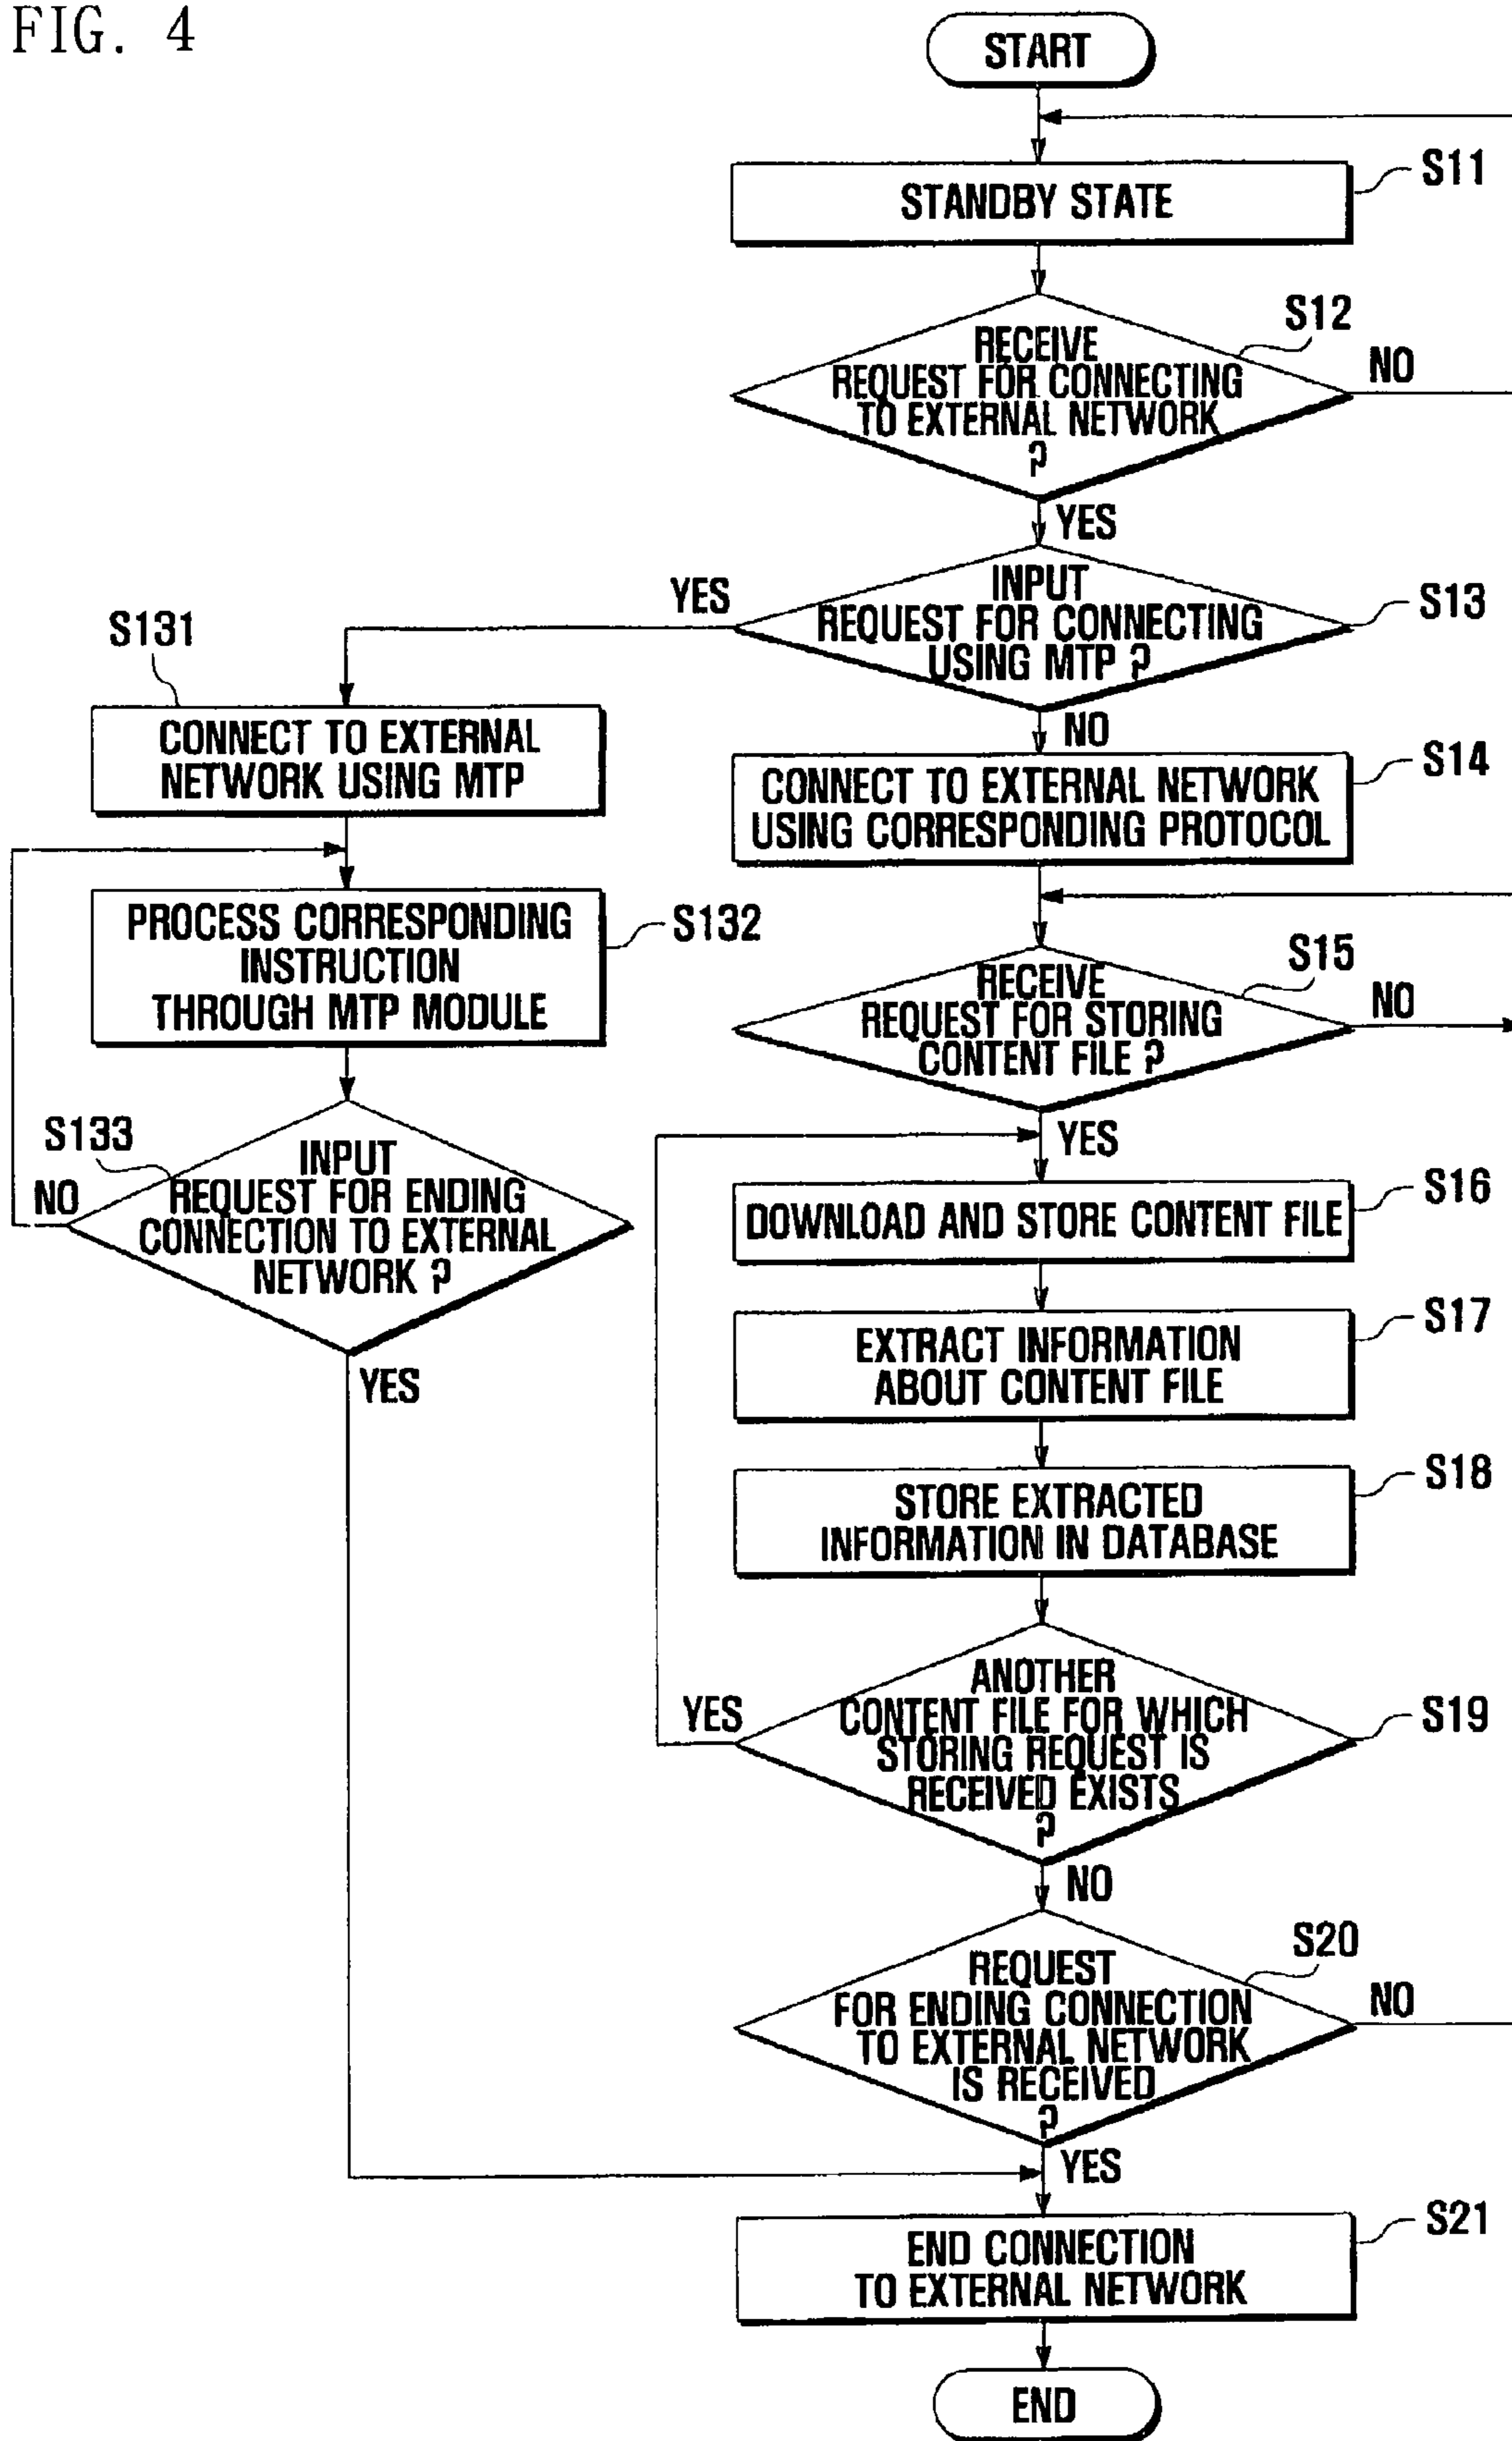 FIG. 4
START
STANDBY STATE
S11
RECEIVE
REQUEST FOR CONNECTING
TO EXTERNAL NETWORK
?
S12
NO
YES
INPUT
REQUEST FOR CONNECTING
USING MTP ?
S13
YES
NO
S131
CONNECT TO EXTERNAL
NETWORK USING MTP
CONNECT TO EXTERNAL NETWORK
USING CORRESPONDING PROTOCOL
S14
PROCESS CORRESPONDING
INSTRUCTION
THROUGH MTP MODULE
S132
RECEIVE
REQUEST FOR STORING
CONTENT FILE ?
S15
NO
YES
S133
INPUT
REQUEST FOR ENDING
CONNECTION TO EXTERNAL
NETWORK ?
NO
YES
DOWNLOAD AND STORE CONTENT FILE
S16
EXTRACT INFORMATION
ABOUT CONTENT FILE
S17
STORE EXTRACTED
INFORMATION IN DATABASE
S18
ANOTHER
CONTENT FILE FOR WHICH
STORING REQUEST IS
RECEIVED EXISTS
?
S19
YES
NO
REQUEST
FOR ENDING CONNECTION
TO EXTERNAL NETWORK
IS RECEIVED
?
S20
NO
YES
END CONNECTION
TO EXTERNAL NETWORK
S21
END